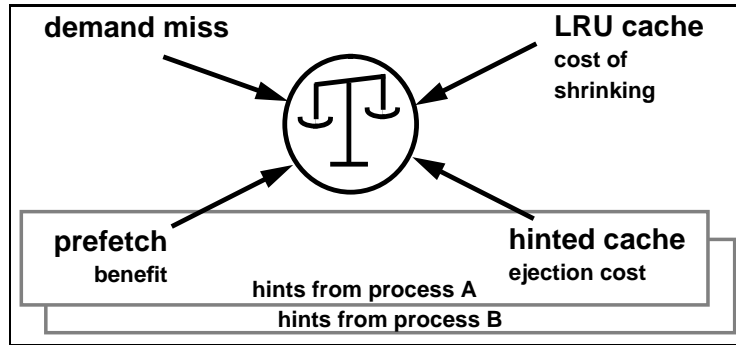 demand miss
LRU cache
cost of
shrinking
prefetch
benefit
hinted cache
ejection cost
hints from process A
hints from process B